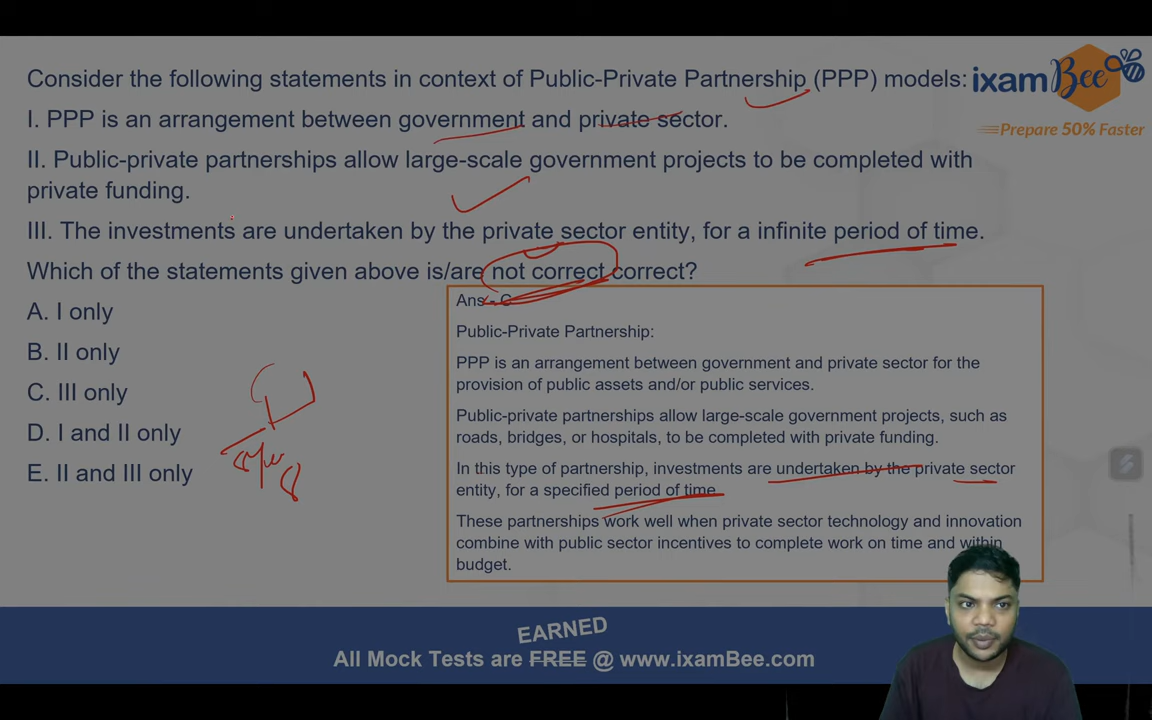 Consider the following statements in context of Public-Private Partnership (PPP) models:
ixamBee
Prepare 50% Faster
I. PPP is an arrangement between government and private sector.
II. Public-private partnerships allow large-scale government projects to be completed with
private funding.
III. The investments are undertaken by the private sector entity, for a infinite period of time.
Which of the statements given above is/are not correct correct?
A. I only
B. II only
C. III only
D. I and II only
E. II and III only
Ans - C
Public-Private Partnership:
PPP is an arrangement between government and private sector for the
provision of public assets and/or public services.
Public-private partnerships allow large-scale government projects, such as
roads, bridges, or hospitals, to be completed with private funding.
In this type of partnership, investments are undertaken by the private sector
entity, for a specified period of time.
These partnerships work well when private sector technology and innovation
combine with public sector incentives to complete work on time and within
budget.
EARNED
All Mock Tests are FREE @ www.ixamBee.com